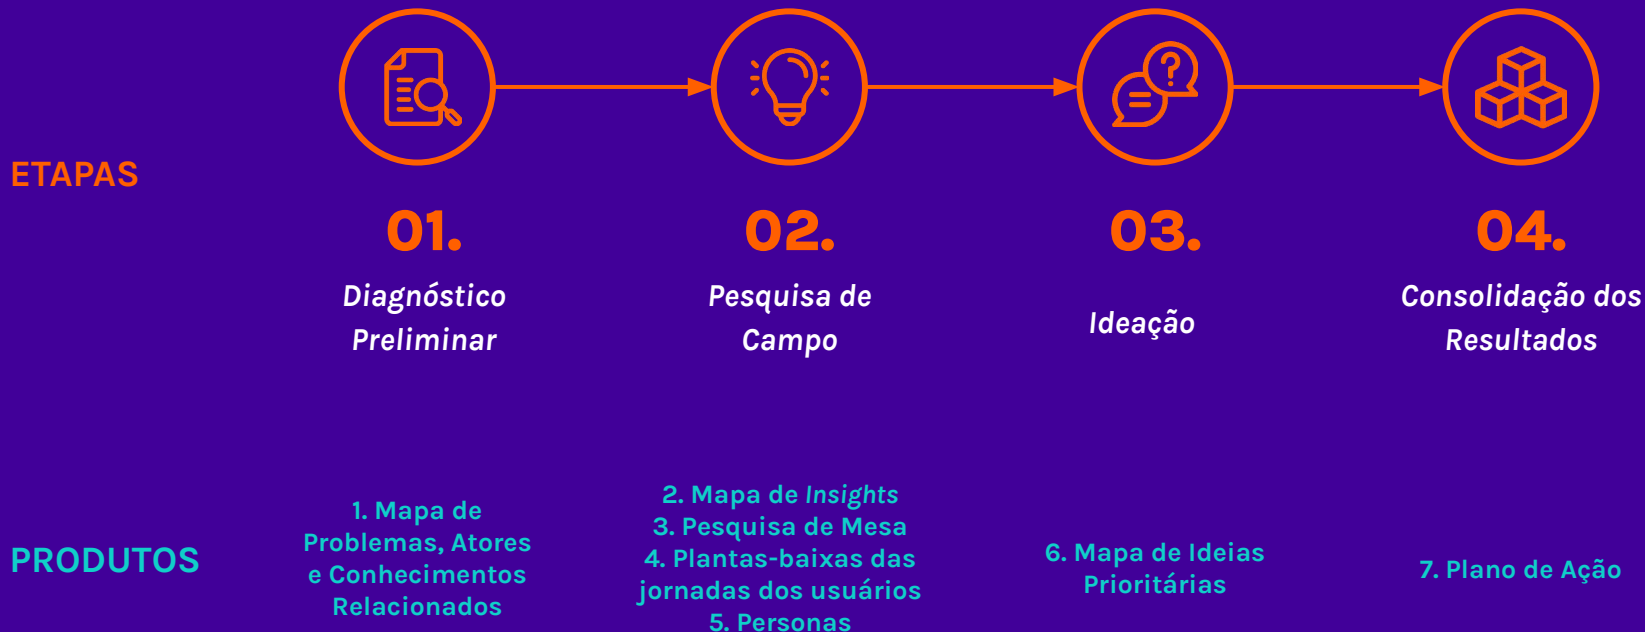 ETAPAS
01.
Diagnóstico
Preliminar
02.
Pesquisa de
Campo
?
03.
Ideação
04.
Consolidação dos
Resultados
PRODUTOS
1. Mapa de
Problemas, Atores
e Conhecimentos
Relacionados
2. Mapa de Insights
3. Pesquisa de Mesa
4. Plantas-baixas das
jornadas dos usuários
5. Personas
6. Mapa de Ideias
Prioritárias
7. Plano de Ação